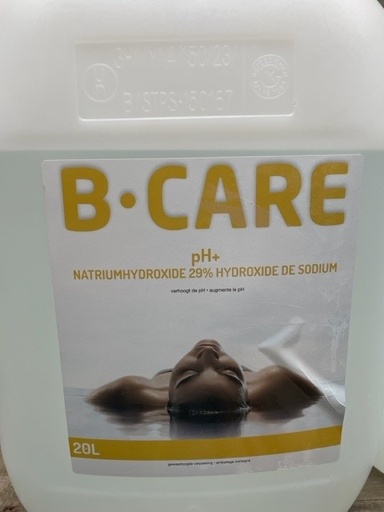 B•CARE
pH+
NATRIUMHYDROXIDE 29% HYDROXIDE DE SODIUM
verhoogt de pH • augmente le pH
20L